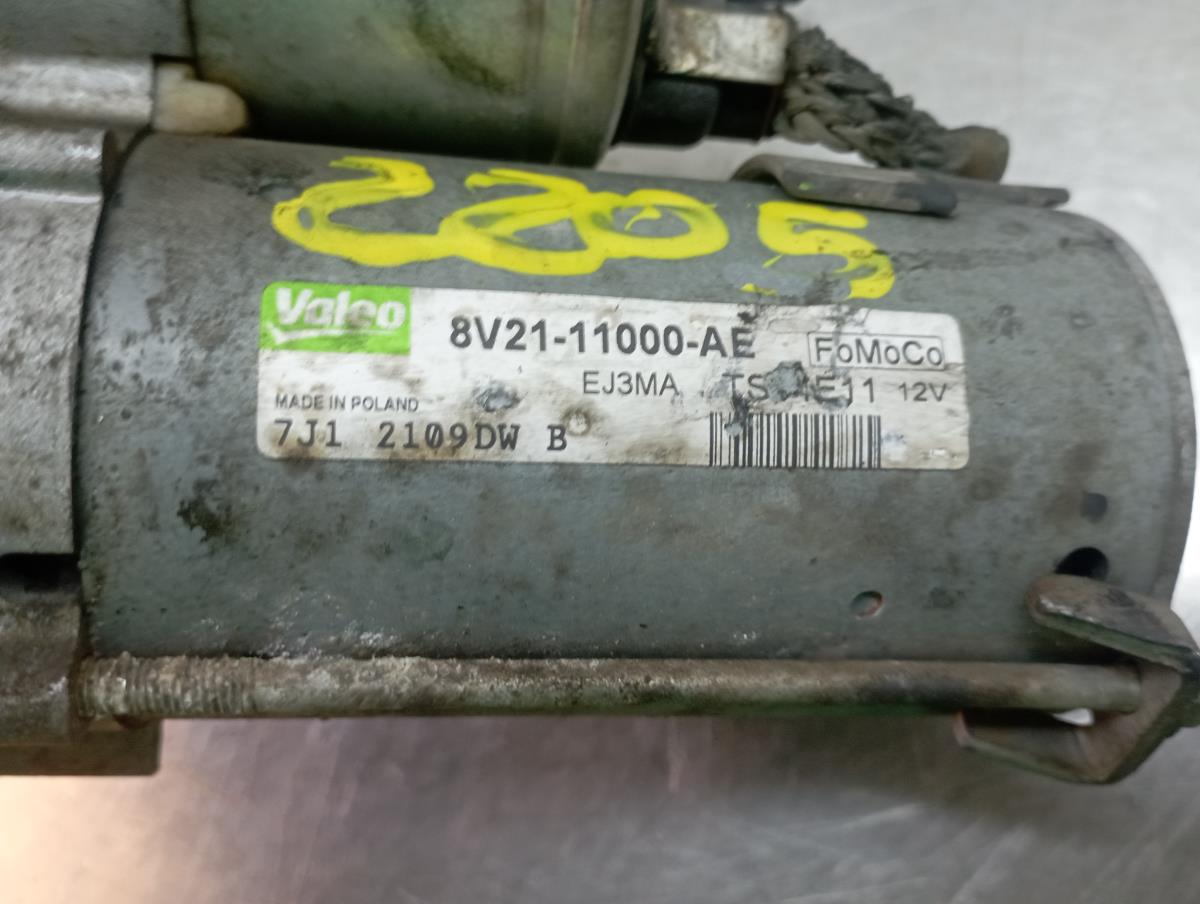 2205
Valeo
8V21-11000-AE
FoMoCo
EJ3MA
12V
MADE IN POLAND
7J1 2109DW B